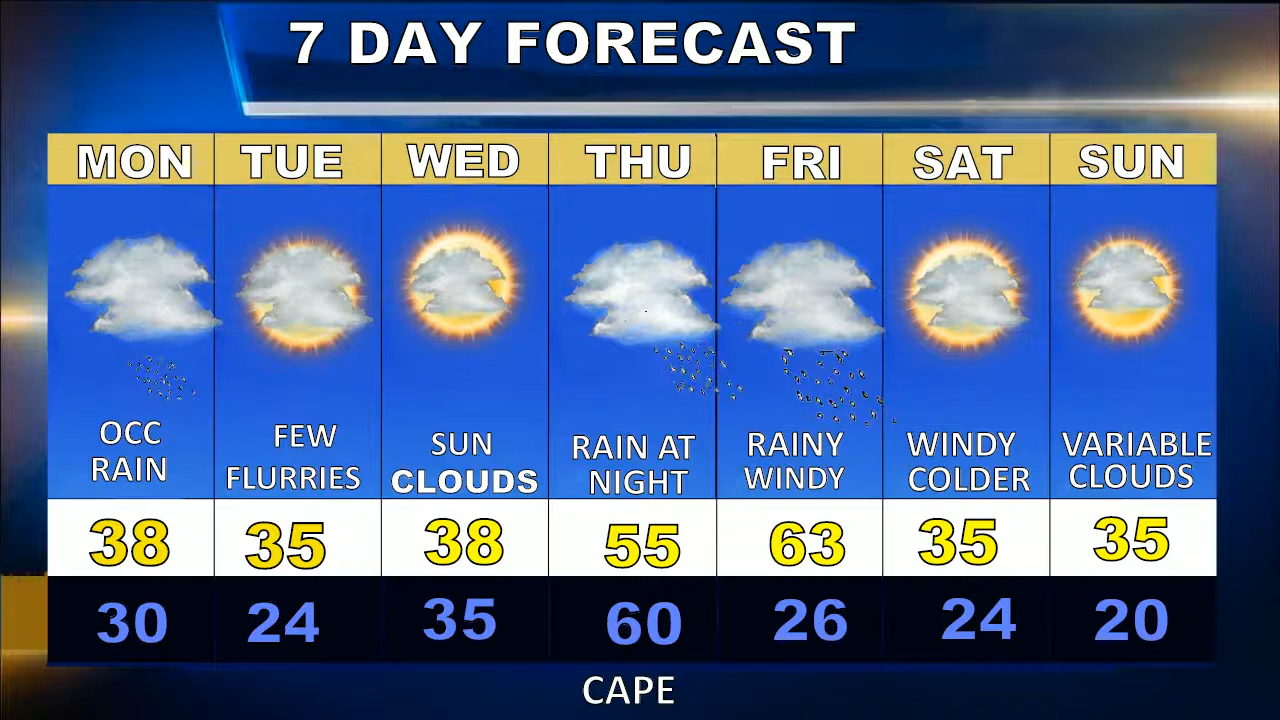 7 DAY FORECAST
MON TUE WED THU FRI SAT SUN
OCC RAIN
FEW FLURRIES
SUN CLOUDS
RAIN AT NIGHT
RAINY WINDY
WINDY COLDER
VARIABLE CLOUDS
38 35 38 55 63 35 35
30 24 35 60 26 24 20
CAPE